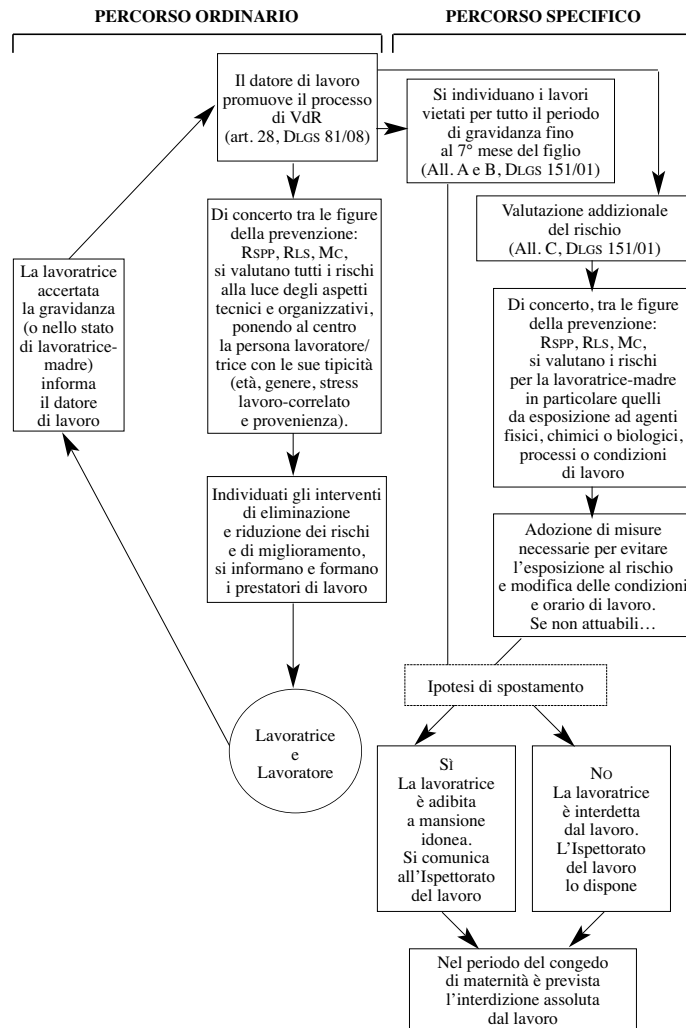 PERCORSO ORDINARIO
PERCORSO SPECIFICO
Il datore di lavoro
promuove il processo
di VdR
(art. 28, DLGS 81/08)
Si individuano i lavori
vietati per tutto il periodo
di gravidanza fino
al 7° mese del figlio
(All. A e B, DLGS 151/01)
Valutazione addizionale
del rischio
(All. C, DLGS 151/01)
Di concerto tra le figure
della prevenzione:
RSPP, RLS, MC,
si valutano tutti i rischi
alla luce degli aspetti
tecnici e organizzativi,
ponendo al centro
la persona lavoratore/
trice con le sue tipicità
(età, genere, stress
lavoro-correlato
e provenienza).
La lavoratrice
accertata
la gravidanza
(o nello stato
di lavoratrice-
madre)
informa
il datore
di lavoro
Di concerto, tra le figure
della prevenzione:
RSPP, RLS, MC,
si valutano i rischi
per la lavoratrice-madre
in particolare quelli
da esposizione ad agenti
fisici, chimici o biologici,
processi o condizioni
di lavoro
Individuati gli interventi
di eliminazione
e riduzione dei rischi
e di miglioramento,
si informano e formano
i prestatori di lavoro
Adozione di misure
necessarie per evitare
l'esposizione al rischio
e modifica delle condizioni
e orario di lavoro.
Se non attuabili…
Ipotesi di spostamento
Lavoratrice
e
Lavoratore
SÌ
La lavoratrice
è adibita
a mansione
idonea.
Si comunica
all'Ispettorato
del lavoro
NO
La lavoratrice
è interdetta
dal lavoro.
L'Ispettorato
del lavoro
lo dispone
Nel periodo del congedo
di maternità è prevista
l'interdizione assoluta
dal lavoro